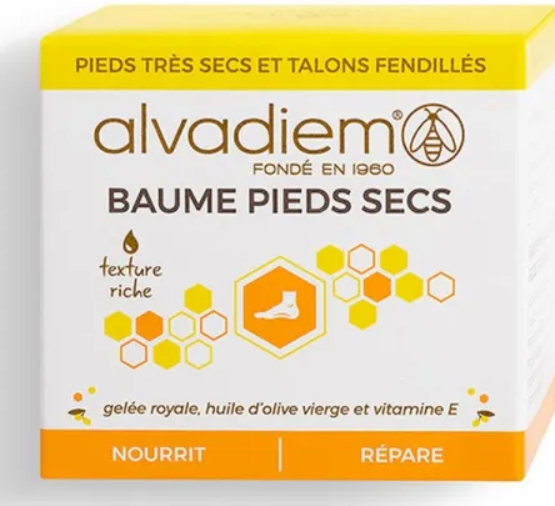 PIEDS TRÈS SECS ET TALONS FENDILLÉS
alvadiem®
FONDÉ EN 1960
BAUME PIEDS SECS
texture
riche
gelée royale, huile d'olive vierge et vitamine E
NOURRIT | RÉPARE